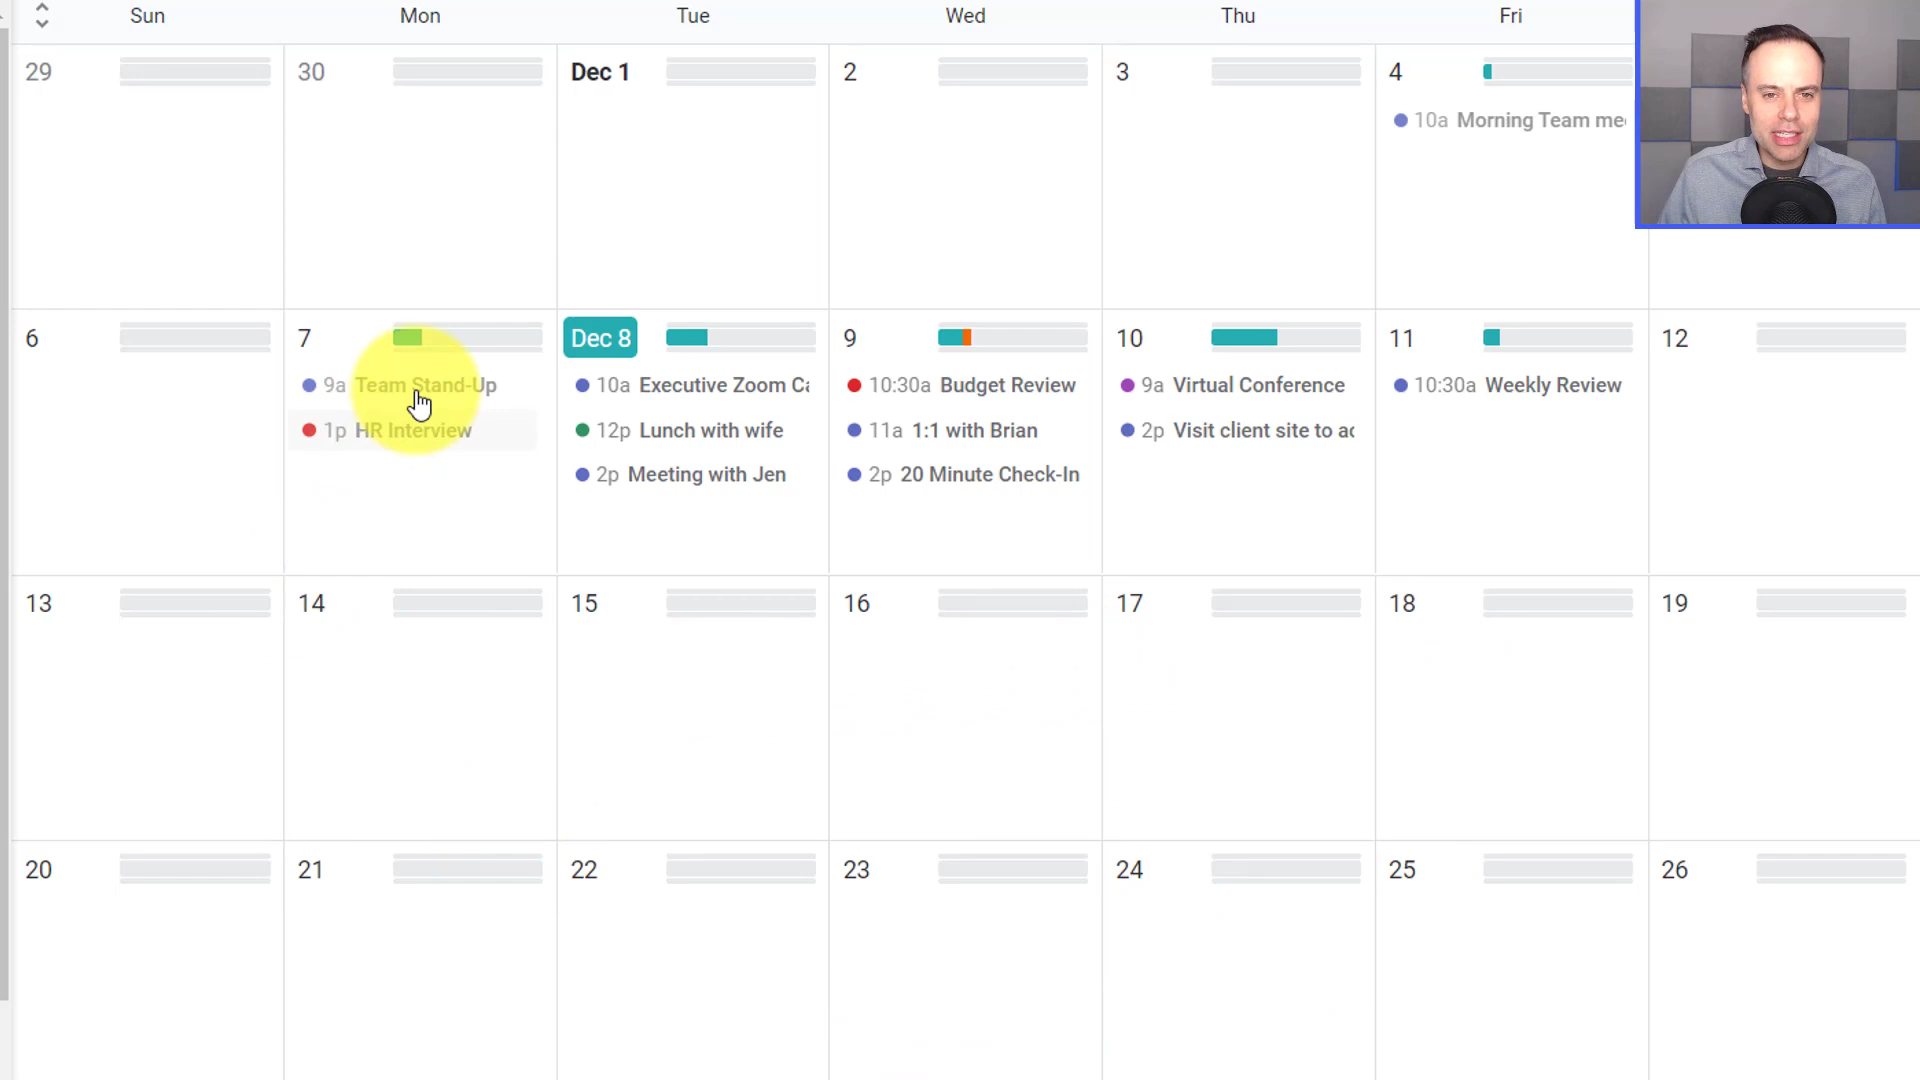 Sun Mon Tue Wed Thu Fri
29 30 Dec 1 2 3 4
10a Morning Team me
6 7 Dec 8 9 10 11 12
9a Team Stand-Up
1p HR Interview
10a Executive Zoom Ca
12p Lunch with wife
2p Meeting with Jen
10:30a Budget Review
11a 1:1 with Brian
2p 20 Minute Check-In
9a Virtual Conference
2p Visit client site to ac
10:30a Weekly Review
13 14 15 16 17 18 19
20 21 22 23 24 25 26